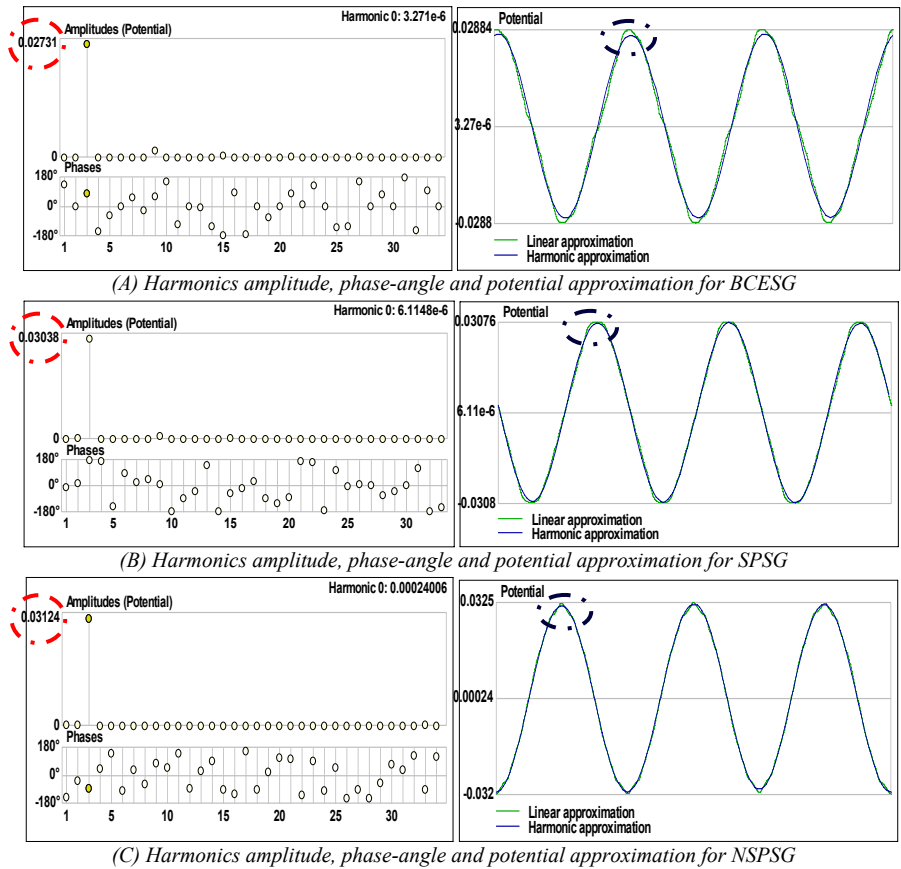 Harmonic 0: 3.271e-6
Amplitudes (Potential)
0.02731
0
Phases
180°
0°
-180°
1 5 10 15 20 25 30
Potential
0.02884
3.27e-6
-0.0288
Linear approximation
Harmonic approximation
(A) Harmonics amplitude, phase-angle and potential approximation for BCESG
Harmonic 0: 6.1148e-6
Amplitudes (Potential)
0.03038
0
Phases
180°
0°
-180°
1 5 10 15 20 25 30
Potential
0.03076
6.11e-6
-0.0308
Linear approximation
Harmonic approximation
(B) Harmonics amplitude, phase-angle and potential approximation for SPSG
Harmonic 0: 0.00024006
Amplitudes (Potential)
0.03124
0
Phases
180°
0°
-180°
1 5 10 15 20 25 30
Potential
0.0325
0.00024
-0.032
Linear approximation
Harmonic approximation
(C) Harmonics amplitude, phase-angle and potential approximation for NSPSG